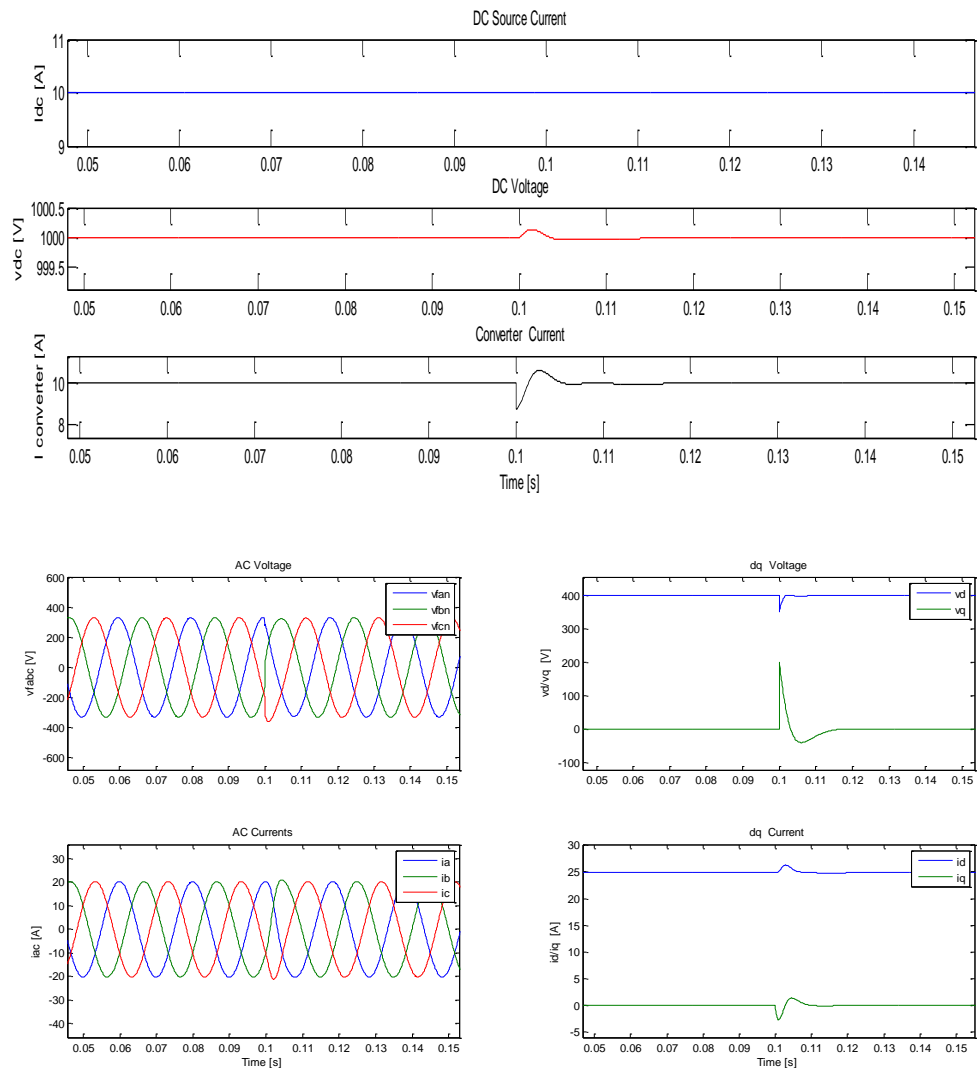 DC Source Current
Idc [A]
11
10
9
0.05 0.06 0.07 0.08 0.09 0.1 0.11 0.12 0.13 0.14
DC Voltage
vdc [V]
1000.5
1000
999.5
0.05 0.06 0.07 0.08 0.09 0.1 0.11 0.12 0.13 0.14 0.15
Converter Current
I converter [A]
10
8
0.05 0.06 0.07 0.08 0.09 0.1 0.11 0.12 0.13 0.14 0.15
Time [s]
AC Voltage
vfabc [V]
600
400
200
0
-200
-400
-600
vfan
vfbn
vfcn
0.05 0.06 0.07 0.08 0.09 0.1 0.11 0.12 0.13 0.14 0.15
dq Voltage
vd/vq [V]
400
300
200
100
0
-100
vd
vq
0.05 0.06 0.07 0.08 0.09 0.1 0.11 0.12 0.13 0.14 0.15
AC Currents
iac [A]
30
20
10
0
-10
-20
-30
-40
ia
ib
ic
0.05 0.06 0.07 0.08 0.09 0.1 0.11 0.12 0.13 0.14 0.15
Time [s]
dq Current
id/iq [A]
30
25
20
15
10
5
0
-5
id
iq
0.05 0.06 0.07 0.08 0.09 0.1 0.11 0.12 0.13 0.14 0.15
Time [s]